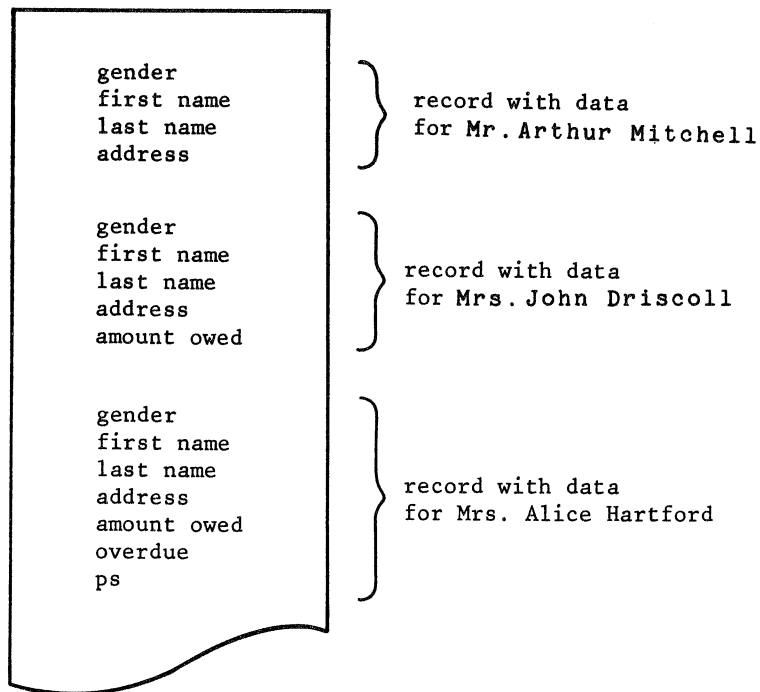 gender
first name
last name
address
record with data
for Mr. Arthur Mitchell
gender
first name
last name
address
amount owed
record with data
for Mrs. John Driscoll
gender
first name
last name
address
amount owed
overdue
ps
record with data
for Mrs. Alice Hartford